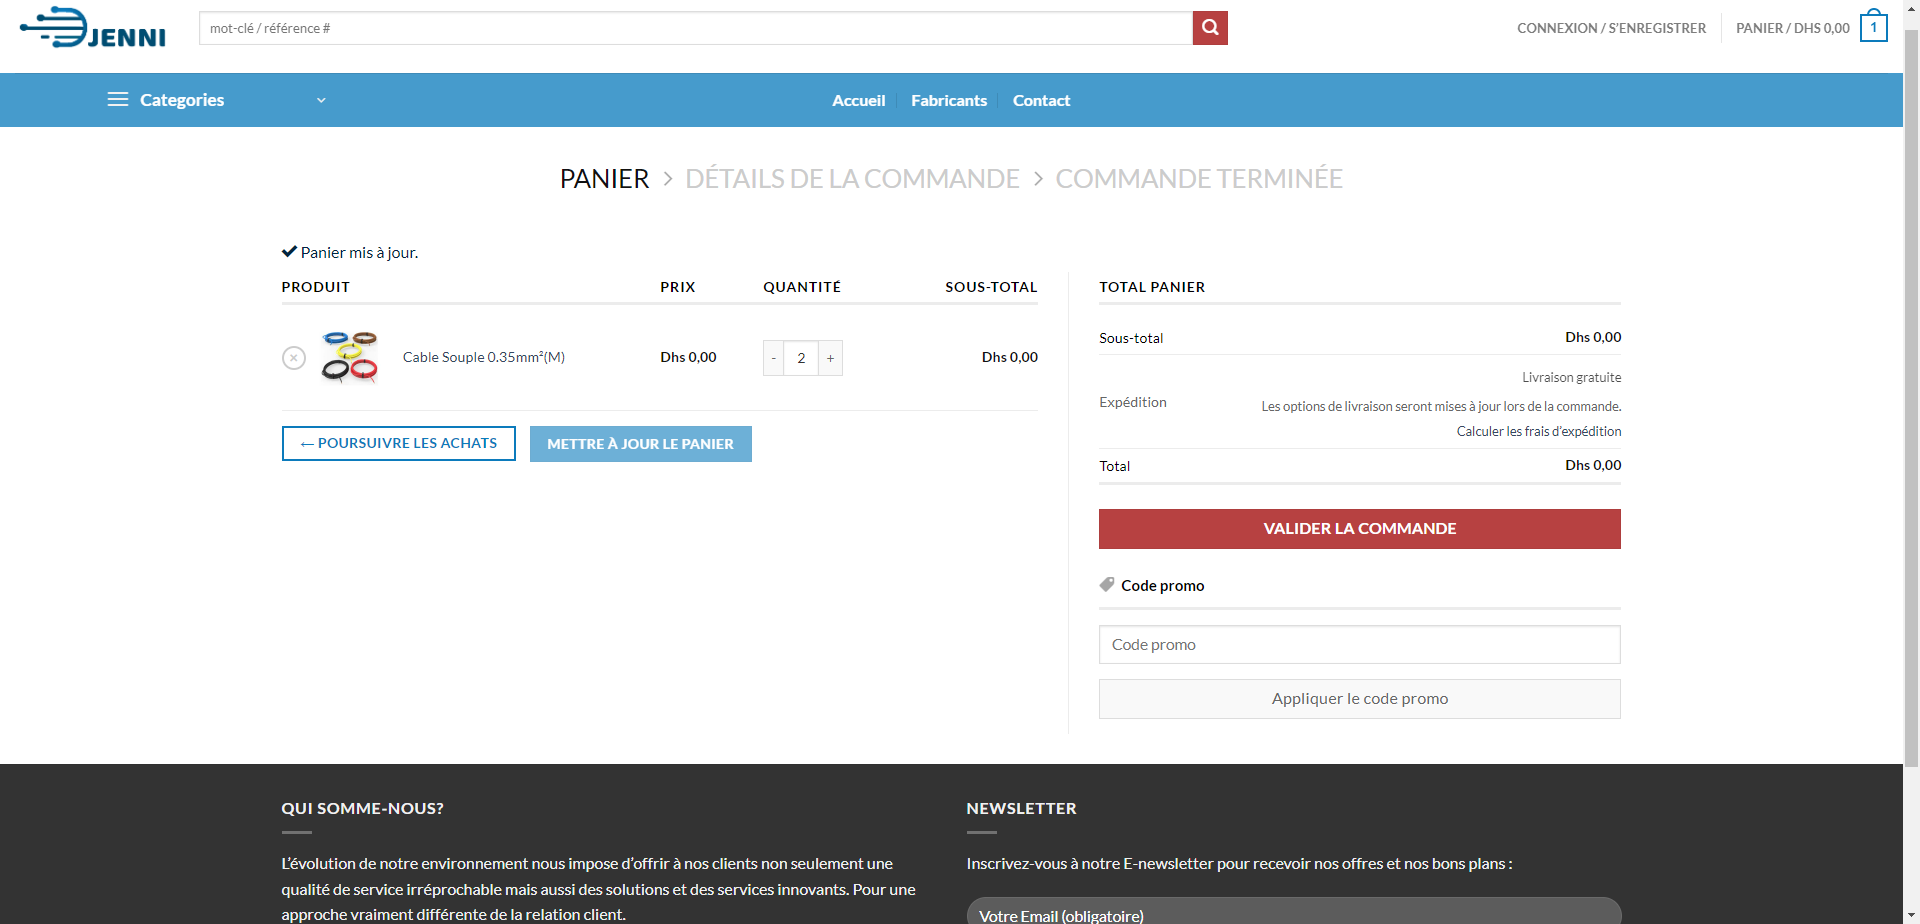 JENNI
mot-clé / référence #
CONNEXION / S'ENREGISTRER
PANIER / DHS 0,00
1
Categories
Accueil
Fabricants
Contact
PANIER > DÉTAILS DE LA COMMANDE > COMMANDE TERMINÉE
Panier mis à jour.
PRODUIT PRIX QUANTITÉ SOUS-TOTAL
× Cable Souple 0.35mm²(M) Dhs 0,00 - 2 + Dhs 0,00
← POURSUIVRE LES ACHATS
METTRE À JOUR LE PANIER
TOTAL PANIER
Sous-total Dhs 0,00
Expédition
Livraison gratuite
Les options de livraison seront mises à jour lors de la commande.
Calculer les frais d’expédition
Total Dhs 0,00
VALIDER LA COMMANDE
Code promo
Code promo
Appliquer le code promo
QUI SOMME-NOUS?
L’évolution de notre environnement nous impose d’offrir à nos clients non seulement une
qualité de service irréprochable mais aussi des solutions et des services innovants. Pour une
approche vraiment différente de la relation client.
NEWSLETTER
Inscrivez-vous à notre E-newsletter pour recevoir nos offres et nos bons plans :
Votre Email (obligatoire)